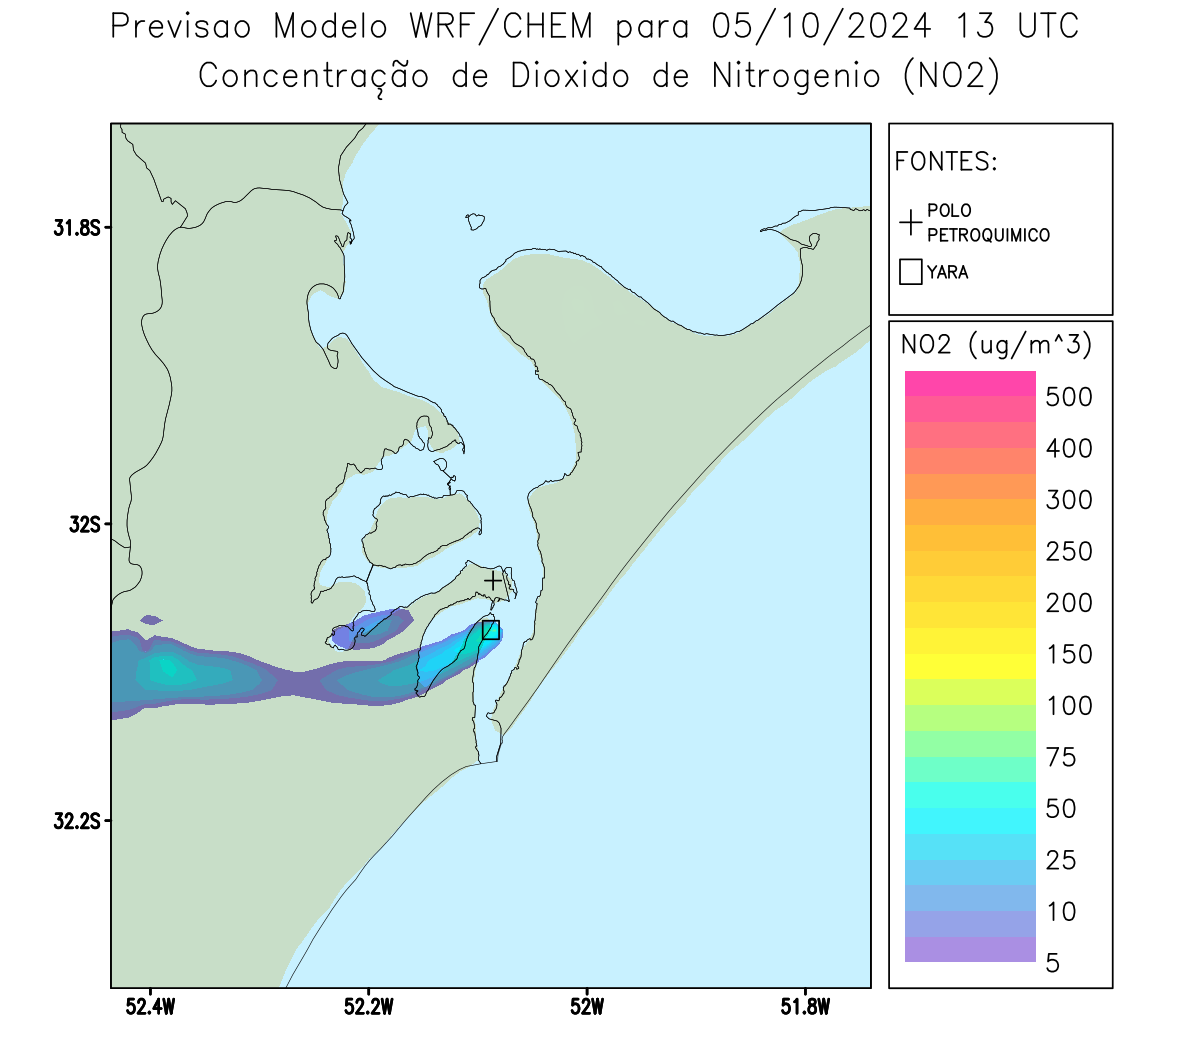 Previsao Modelo WRF/CHEM para 05/10/2024 13 UTC
Concentração de Dioxido de Nitrogenio (NO2)
FONTES:
POLO
PETROQUIMICO
YARA
NO2 (ug/m^3)
500
400
300
250
200
150
100
75
50
25
10
5
31.8S
32S
32.2S
52.4W
52.2W
52W
51.8W